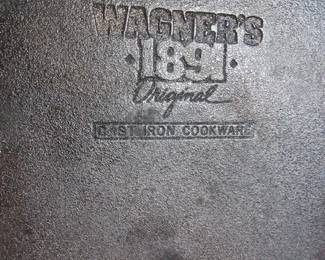 WAGNER'S
1891
Original
CAST IRON COOKWARE